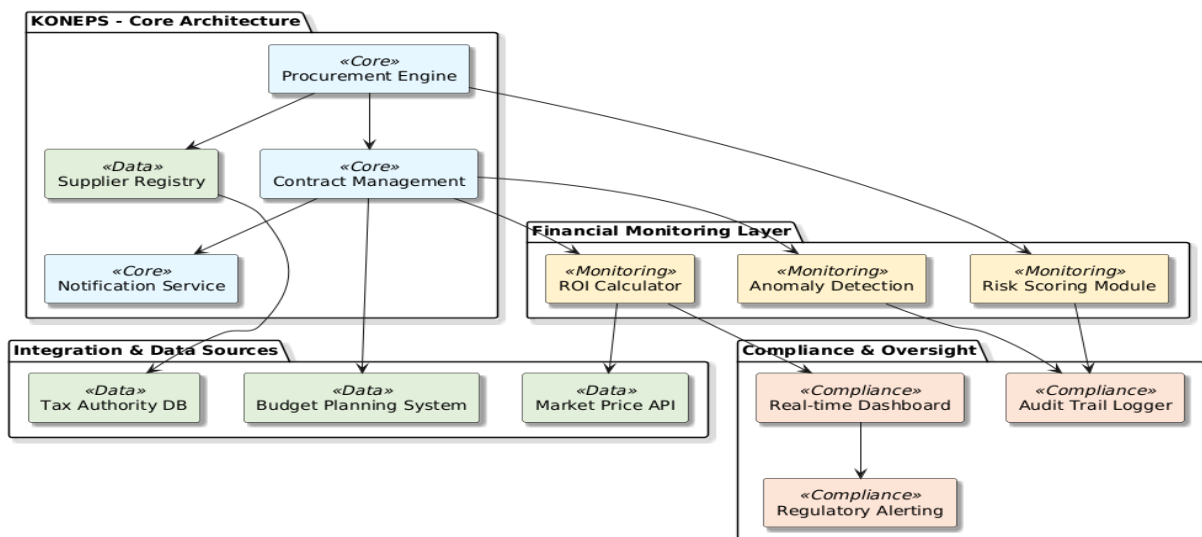 KONEPS - Core Architecture
«Core»
Procurement Engine
«Data»
Supplier Registry
«Core»
Contract Management
«Core»
Notification Service
Financial Monitoring Layer
«Monitoring»
ROI Calculator
«Monitoring»
Anomaly Detection
«Monitoring»
Risk Scoring Module
Integration & Data Sources
«Data»
Tax Authority DB
«Data»
Budget Planning System
«Data»
Market Price API
Compliance & Oversight
«Compliance»
Real-time Dashboard
«Compliance»
Audit Trail Logger
«Compliance»
Regulatory Alerting